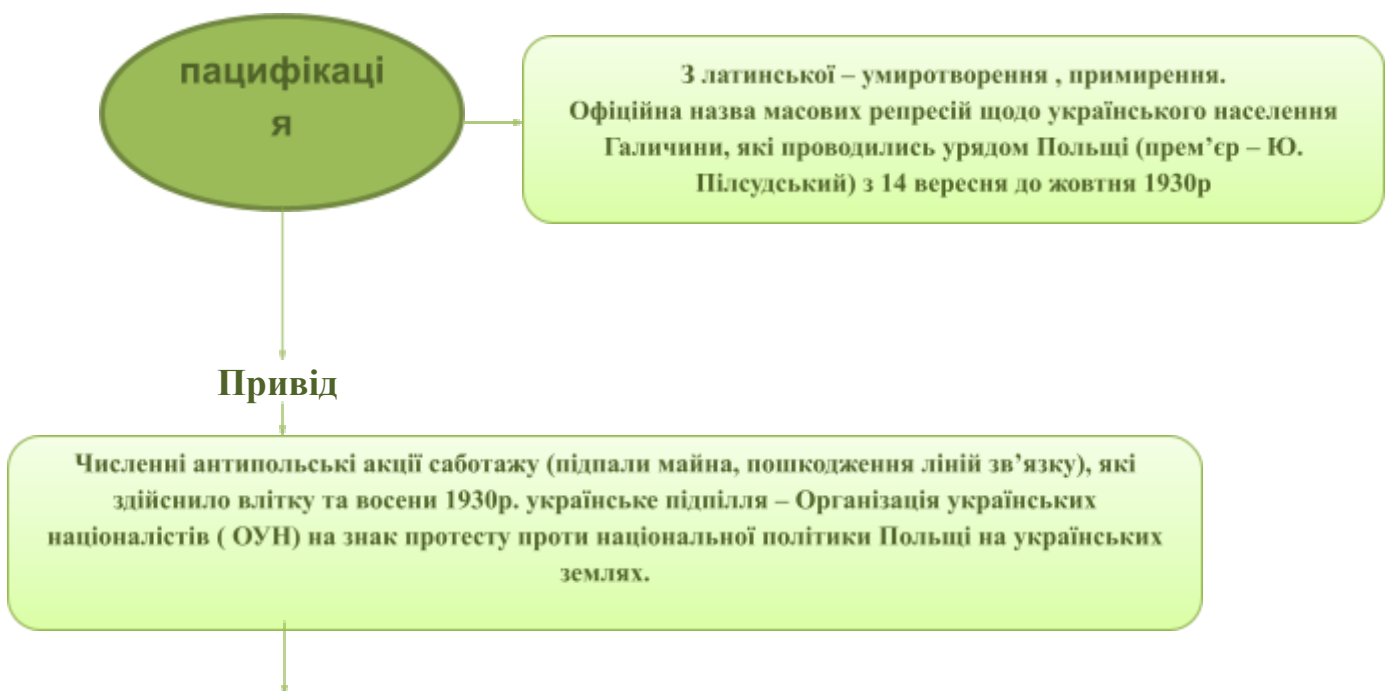 пацифікаці
я
З латинської – умиротворення , примирення.
Офіційна назва масових репресій щодо українського населення
Галичини, які проводились урядом Польщі (прем’єр – Ю.
Пілсудський) з 14 вересня до жовтня 1930р
Привід
Численні антипольські акції саботажу (підпали майна, пошкодження ліній зв’язку), які
здійснило влітку та восени 1930р. українське підпілля – Організація українських
націоналістів ( ОУН) на знак протесту проти національної політики Польщі на українських
землях.